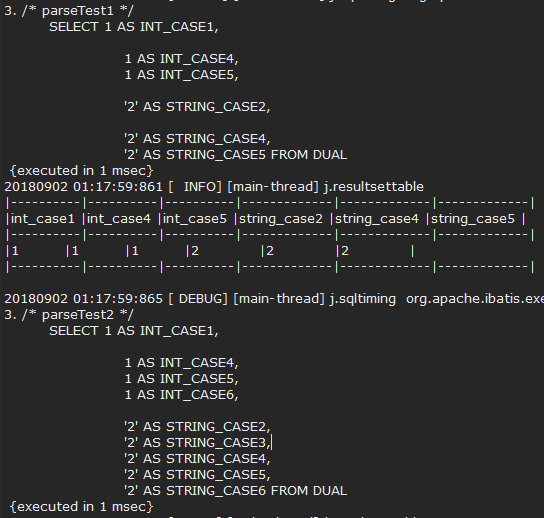 3. /* parseTest1 */
SELECT 1 AS INT_CASE1,
1 AS INT_CASE4,
1 AS INT_CASE5,
'2' AS STRING_CASE2,
'2' AS STRING_CASE4,
'2' AS STRING_CASE5 FROM DUAL
{executed in 1 msec}
20180902 01:17:59:861 [ INFO] [main-thread] j.resultsettable
|----------|----------|----------|-------------|-------------|-------------|
|int_case1 |int_case4 |int_case5 |string_case2 |string_case4 |string_case5 |
|----------|----------|----------|-------------|-------------|-------------|
|1 |1 |1 |2 |2 |2 |
|----------|----------|----------|-------------|-------------|-------------|
20180902 01:17:59:865 [ DEBUG] [main-thread] j.sqltiming org.apache.ibatis.exe
3. /* parseTest2 */
SELECT 1 AS INT_CASE1,
1 AS INT_CASE4,
1 AS INT_CASE5,
1 AS INT_CASE6,
'2' AS STRING_CASE2,
'2' AS STRING_CASE3,
'2' AS STRING_CASE4,
'2' AS STRING_CASE5,
'2' AS STRING_CASE6 FROM DUAL
{executed in 1 msec}